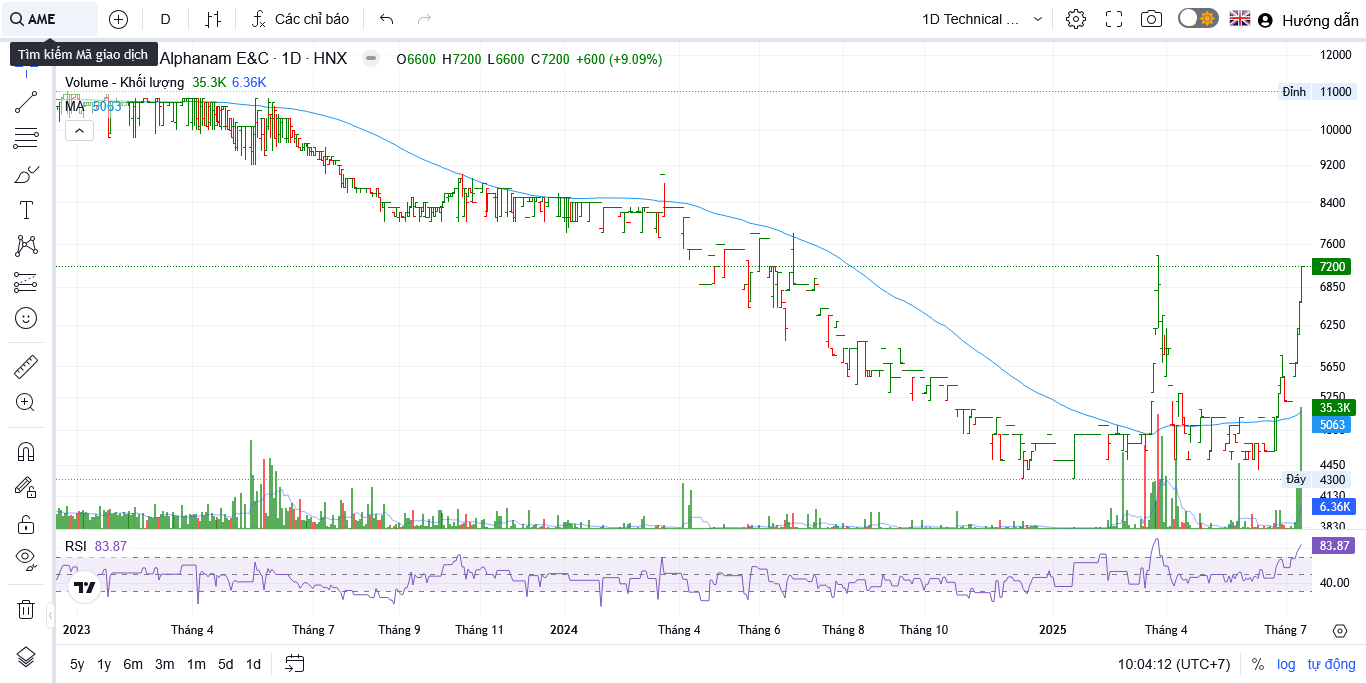 AME
D
Các chỉ báo
1D Technical ...
Hướng dẫn
Tìm kiếm Mã giao dịch
Alphanam E&C · 1D · HNX
O6600 H7200 L6600 C7200 +600 (+9.09%)
Volume - Khối lượng 35.3K 6.36K
MA 5063
12000
Đỉnh 11000
10000
9200
8400
7600
7200
6850
6250
5650
5250
35.3K
5063
4450
Đáy 4300
4130
6.36K
3830
RSI 83.87
83.87
40.00
2023 Tháng 4 Tháng 7 Tháng 9 Tháng 11 2024 Tháng 4 Tháng 6 Tháng 8 Tháng 10 2025 Tháng 4 Tháng 7
5y 1y 6m 3m 1m 5d 1d
10:04:12 (UTC+7) % log tự động